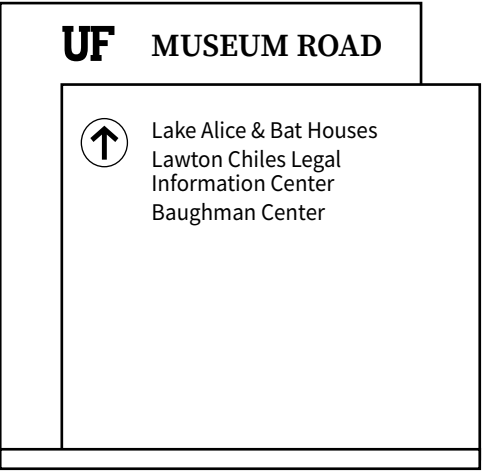 UF MUSEUM ROAD
Lake Alice & Bat Houses
Lawton Chiles Legal
Information Center
Baughman Center